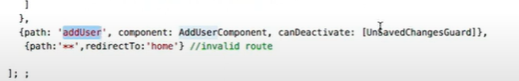 ]
},
{path: 'addUser', component: AddUserComponent, canDeactivate: [UnsavedChangesGuard]},
{path:'**',redirectTo:'home'} //invalid route
]; ;